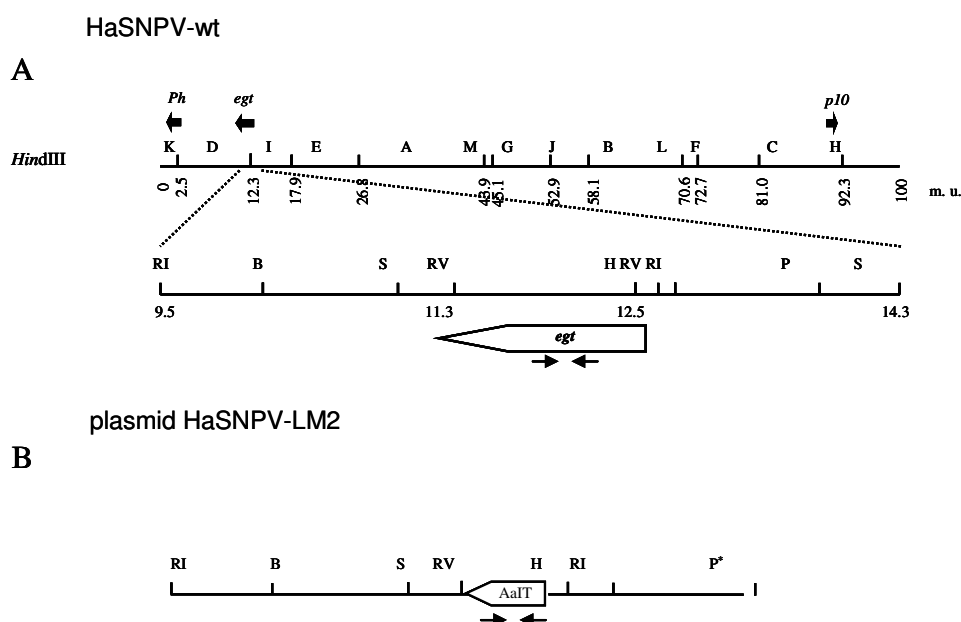 HaSNPV-wt
A
Ph egt p10
HindIII K D I E A M G J B L F C H
0 2.5 12.3 17.9 26.8 43.9 45.1 52.9 58.1 70.6 72.7 81.0 92.3 100 m. u.
RI B S RV H RV RI P S
9.5 11.3 12.5 14.3
egt
plasmid HaSNPV-LM2
B
RI B S RV H RI P*
AaIT